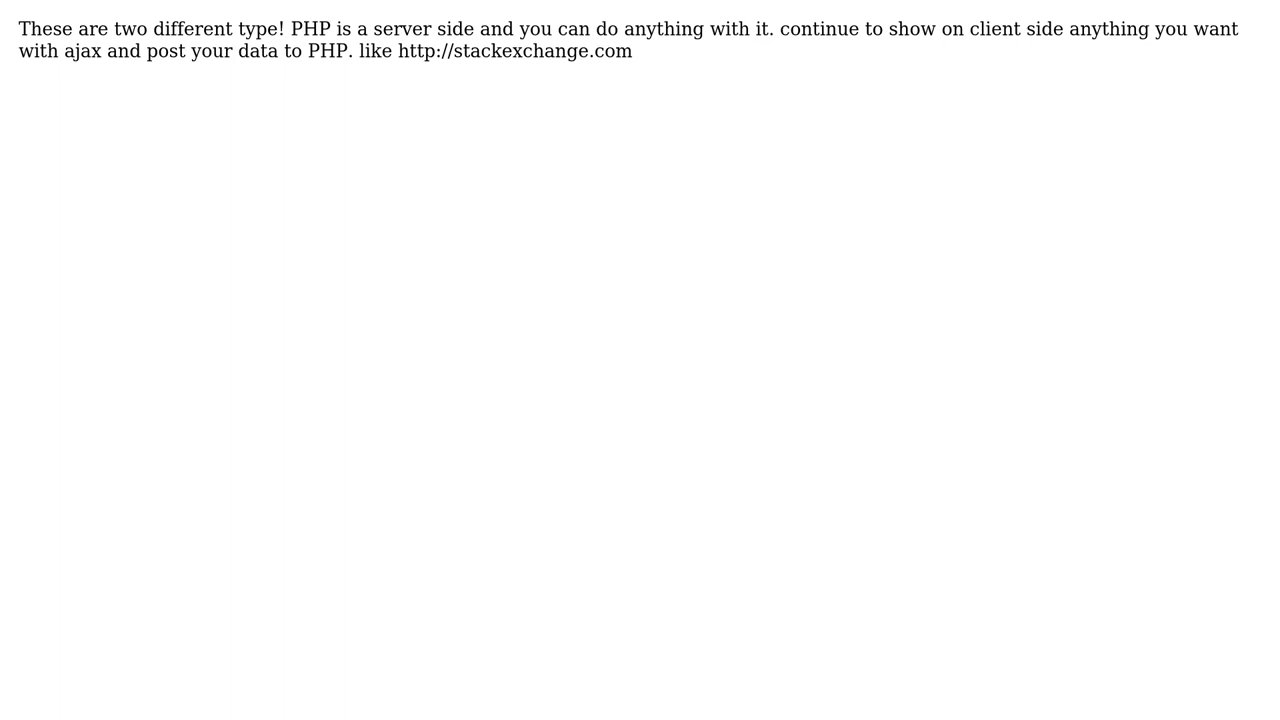 These are two different type! PHP is a server side and you can do anything with it. continue to show on client side anything you want
with ajax and post your data to PHP. like http://stackexchange.com